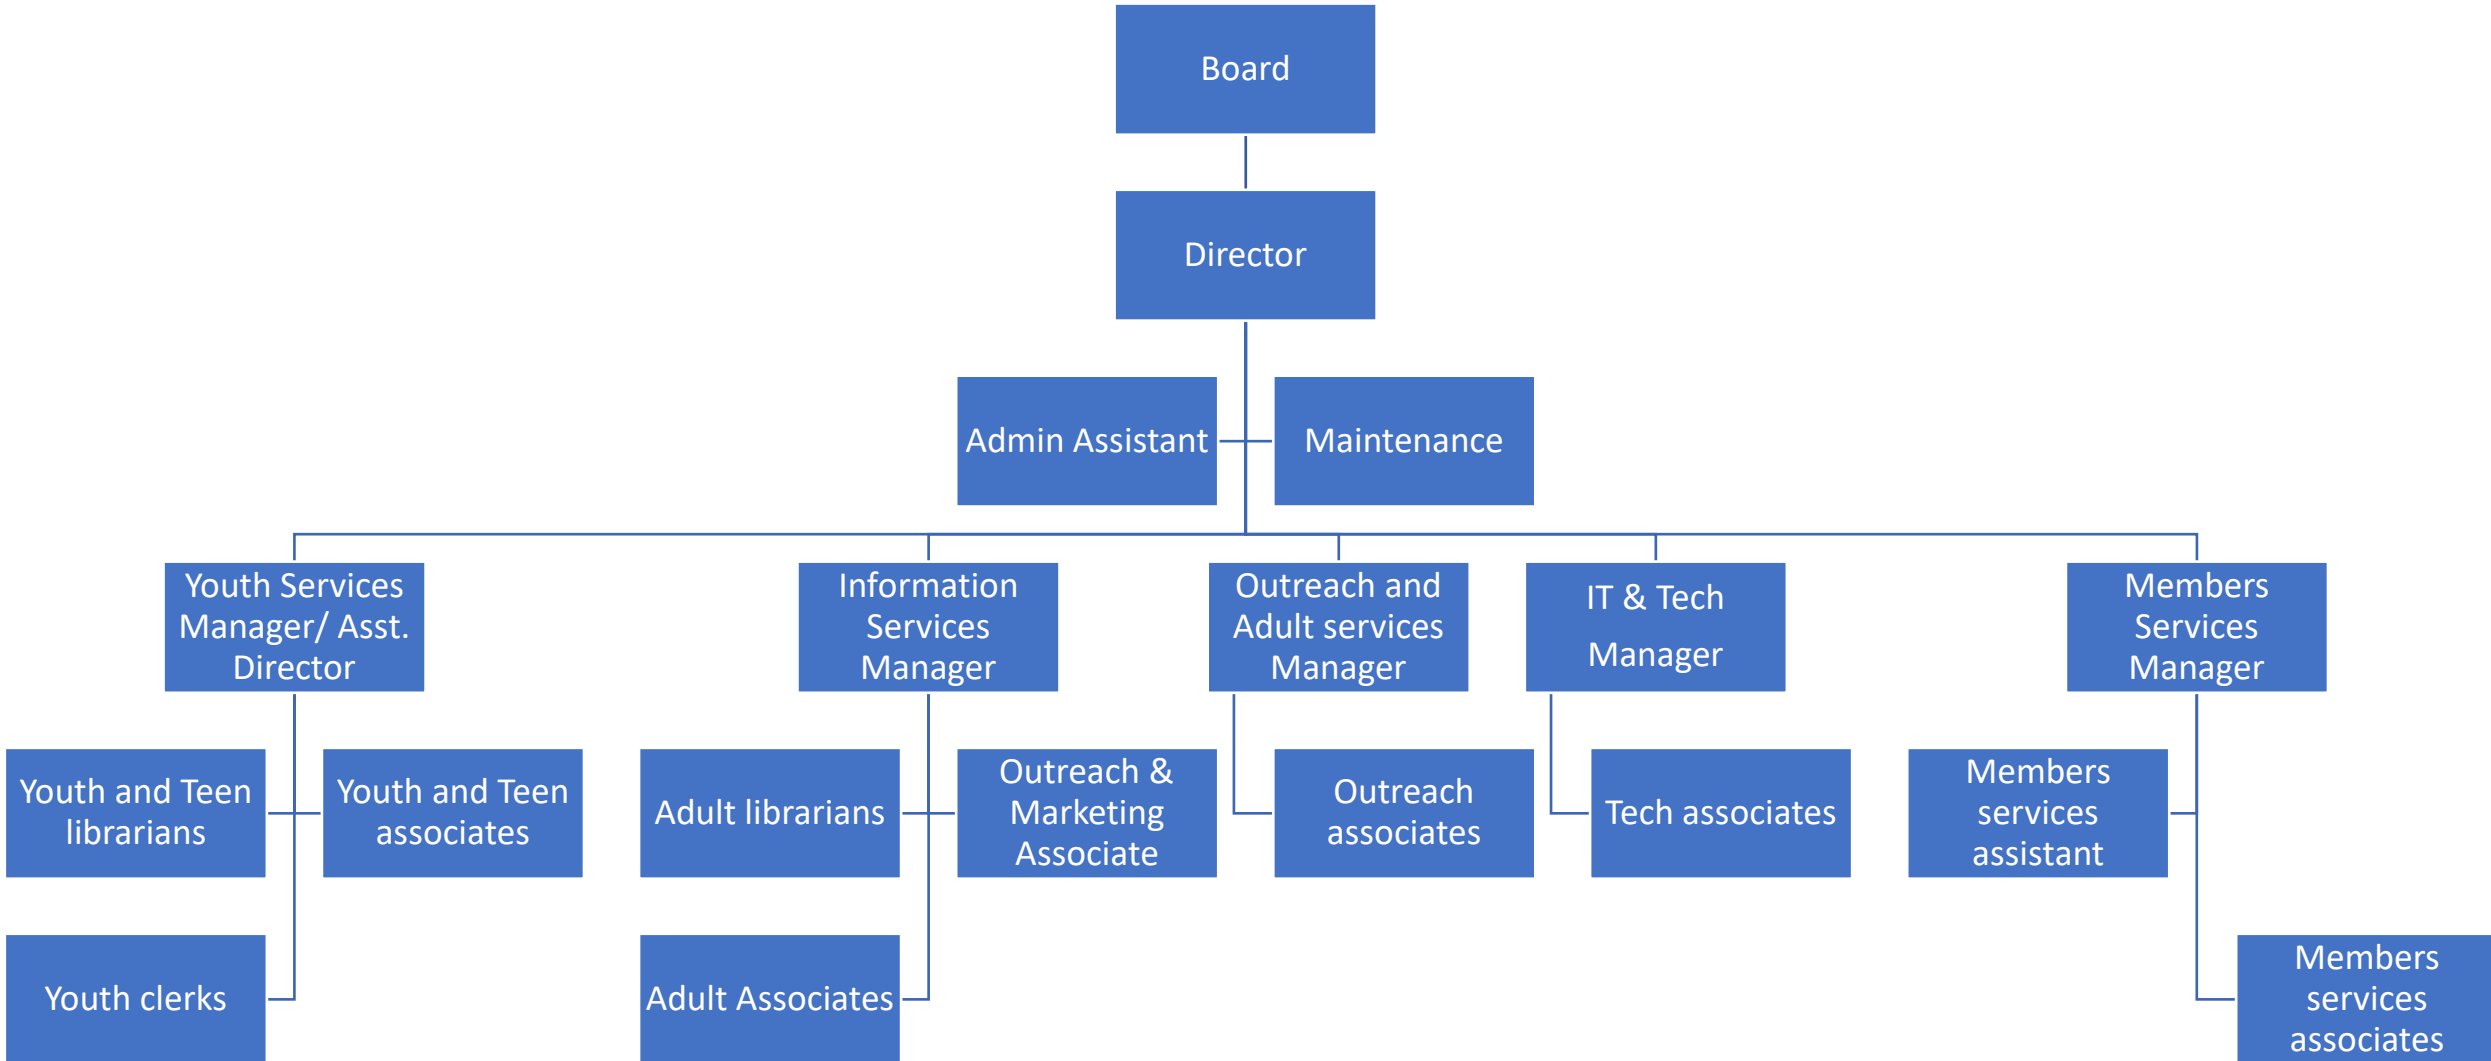 Board
Director
Admin Assistant
Maintenance
Youth Services
Manager/ Asst.
Director
Information
Services
Manager
Outreach and
Adult services
Manager
IT & Tech
Manager
Members
Services
Manager
Youth and Teen
librarians
Youth and Teen
associates
Adult librarians
Outreach &
Marketing
Associate
Outreach
associates
Tech associates
Members
services
assistant
Youth clerks
Adult Associates
Members
services
associates